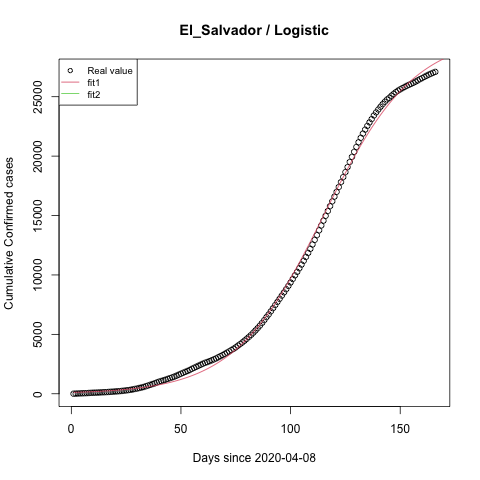 El_Salvador / Logistic
Real value
fit1
fit2
Cumulative Confirmed cases
0
5000
10000
15000
20000
25000
0
50
100
150
Days since 2020-04-08